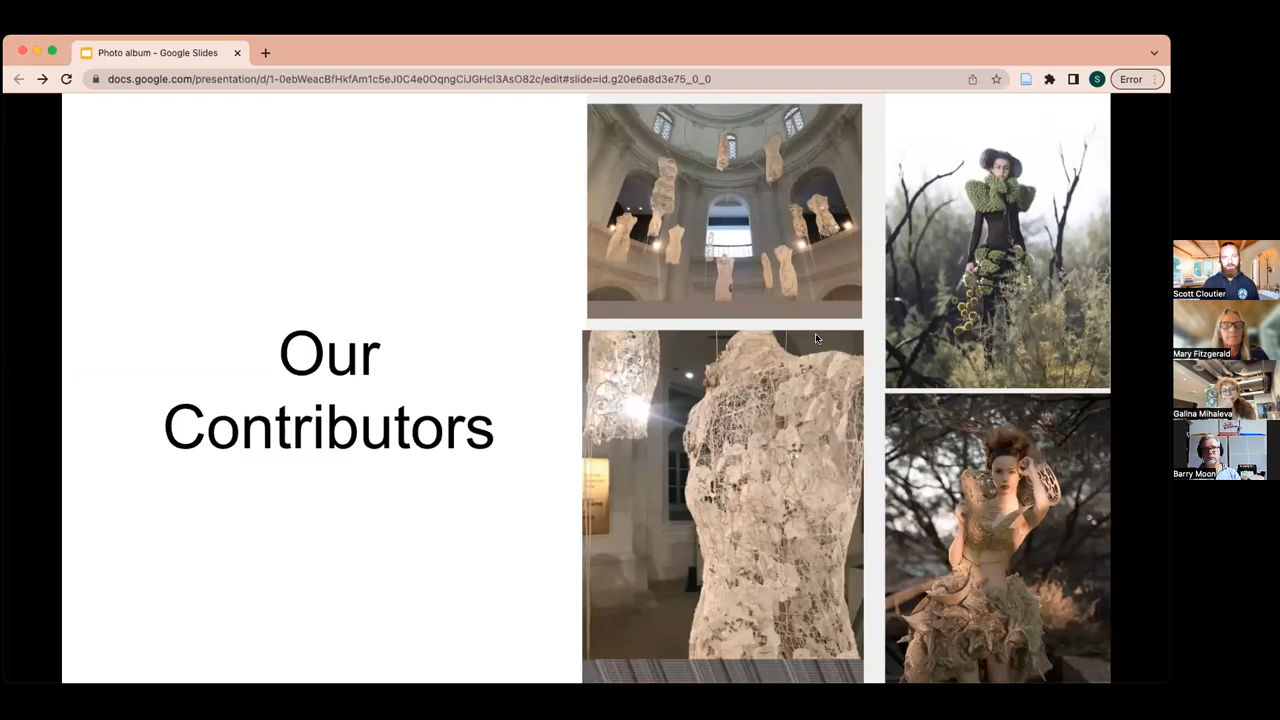 Photo album - Google Slides
docs.google.com/presentation/d/1-0ebWeacBfHkfAm1c5eJ0C4e0OqngCiJGHcI3AsO82c/edit#slide=id.g20e6a8d3e75_0_0
S
Error
Our
Contributors
Scott Cloutier
Mary Fitzgerald
Galina Mihaleva
Barry Moon